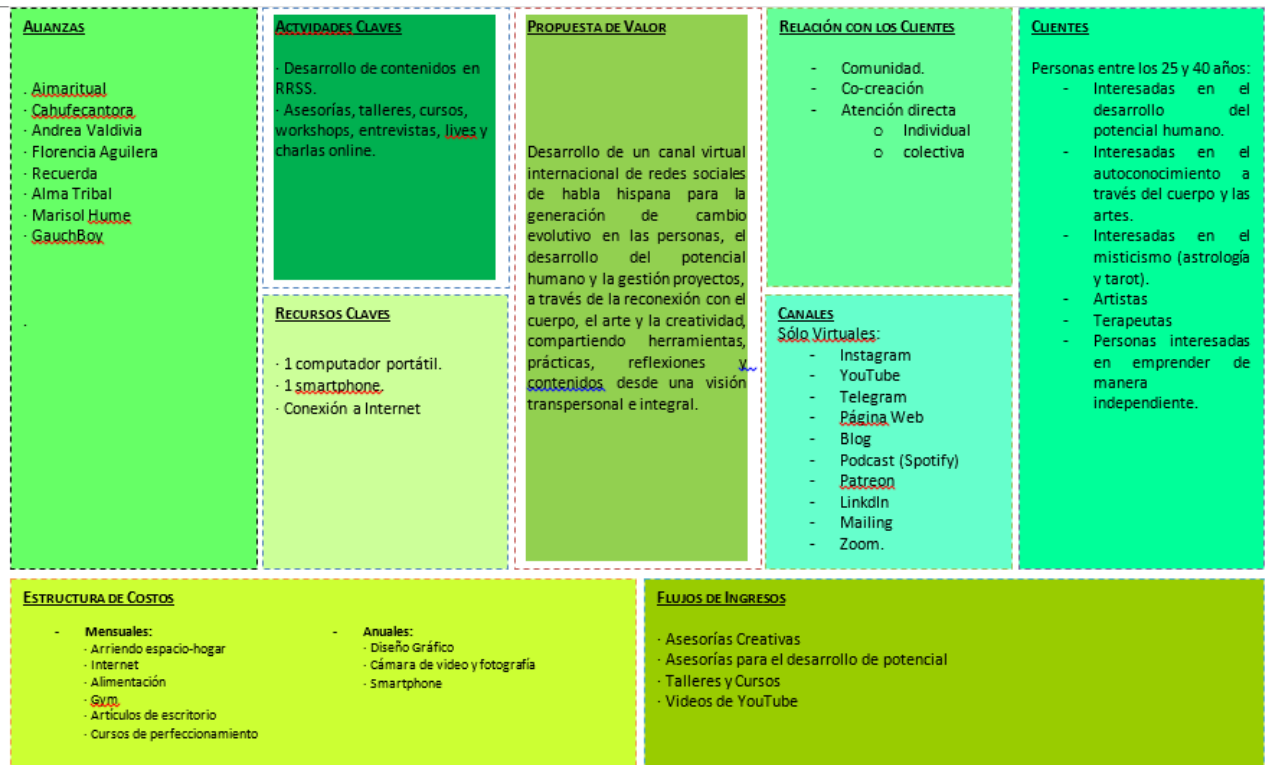 ALIANZAS
. Aimaritual
· Cahufecantora
· Andrea Valdivia
· Florencia Aguilera
· Recuerda
· Alma Tribal
· Marisol Hume
· GauchBoy
.
ACTVIDADES CLAVES
· Desarrollo de contenidos en
RRSS.
· Asesorías, talleres, cursos,
workshops, entrevistas, lives y
charlas online.
RECURSOS CLAVES
· 1 computador portátil.
· 1 smartphone.
· Conexión a Internet
PROPUESTA DE VALOR
Desarrollo de un canal virtual
internacional de redes sociales
de habla hispana para la
generación de cambio
evolutivo en las personas, el
desarrollo del potencial
humano y la gestión proyectos,
a través de la reconexión con el
cuerpo, el arte y la creatividad,
compartiendo herramientas,
prácticas, reflexiones y
contenidos desde una visión
transpersonal e integral.
RELACIÓN CON LOS CLIENTES
- Comunidad.
- Co-creación
- Atención directa
o Individual
o colectiva
CANALES
Sólo Virtuales:
- Instagram
- YouTube
- Telegram
- Página Web
- Blog
- Podcast (Spotify)
- Patreon
- LinkdIn
- Mailing
- Zoom.
CLIENTES
Personas entre los 25 y 40 años:
- Interesadas en el
desarrollo del
potencial humano.
- Interesadas en el
autoconocimiento a
través del cuerpo y las
artes.
- Interesadas en el
misticismo (astrología
y tarot).
- Artistas
- Terapeutas
- Personas interesadas
en emprender de
manera
independiente.
ESTRUCTURA DE COSTOS
- Mensuales:
· Arriendo espacio-hogar
· Internet
· Alimentación
· Gym
· Artículos de escritorio
· Cursos de perfeccionamiento
- Anuales:
· Diseño Gráfico
· Cámara de video y fotografía
· Smartphone
FLUJOS DE INGRESOS
· Asesorías Creativas
· Asesorías para el desarrollo de potencial
· Talleres y Cursos
· Videos de YouTube